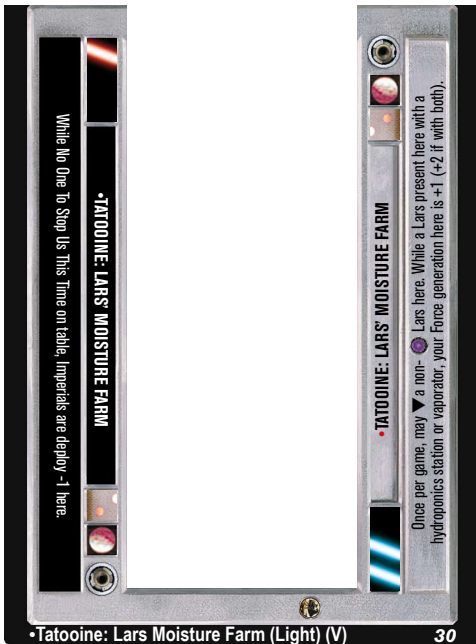 While No One To Stop Us This Time on table, Imperials are deploy -1 here.
•TATOOINE: LARS' MOISTURE FARM
•TATOOINE: LARS' MOISTURE FARM
Once per game, may ▼ a non- Lars here. While a Lars present here with a
hydroponics station or vaporator, your Force generation here is +1 (+2 if with both).
•Tatooine: Lars Moisture Farm (Light) (V) 30